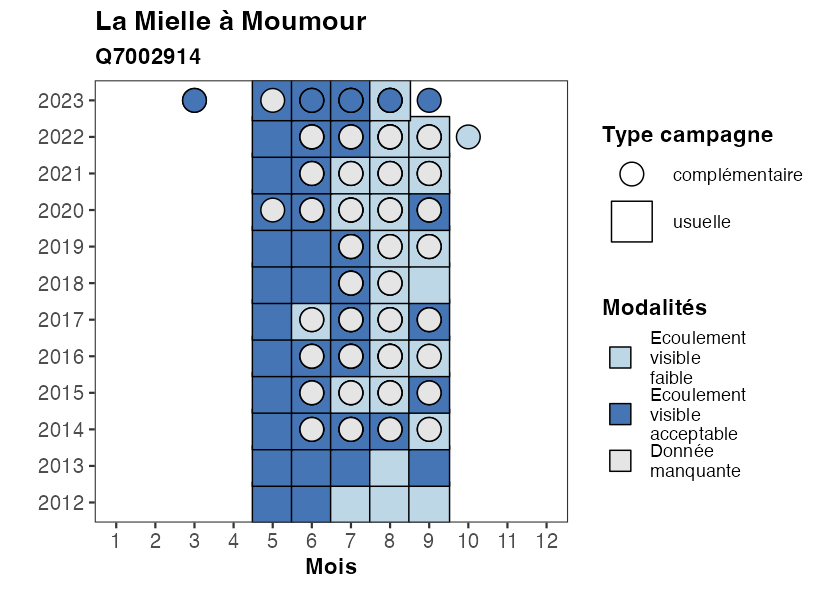 La Mielle à Moumour
Q7002914
2023
2022
2021
2020
2019
2018
2017
2016
2015
2014
2013
2012
1 2 3 4 5 6 7 8 9 10 11 12
Mois
Type campagne
complémentaire
usuelle
Modalités
Ecoulement
visible
faible
Ecoulement
visible
acceptable
Donnée
manquante